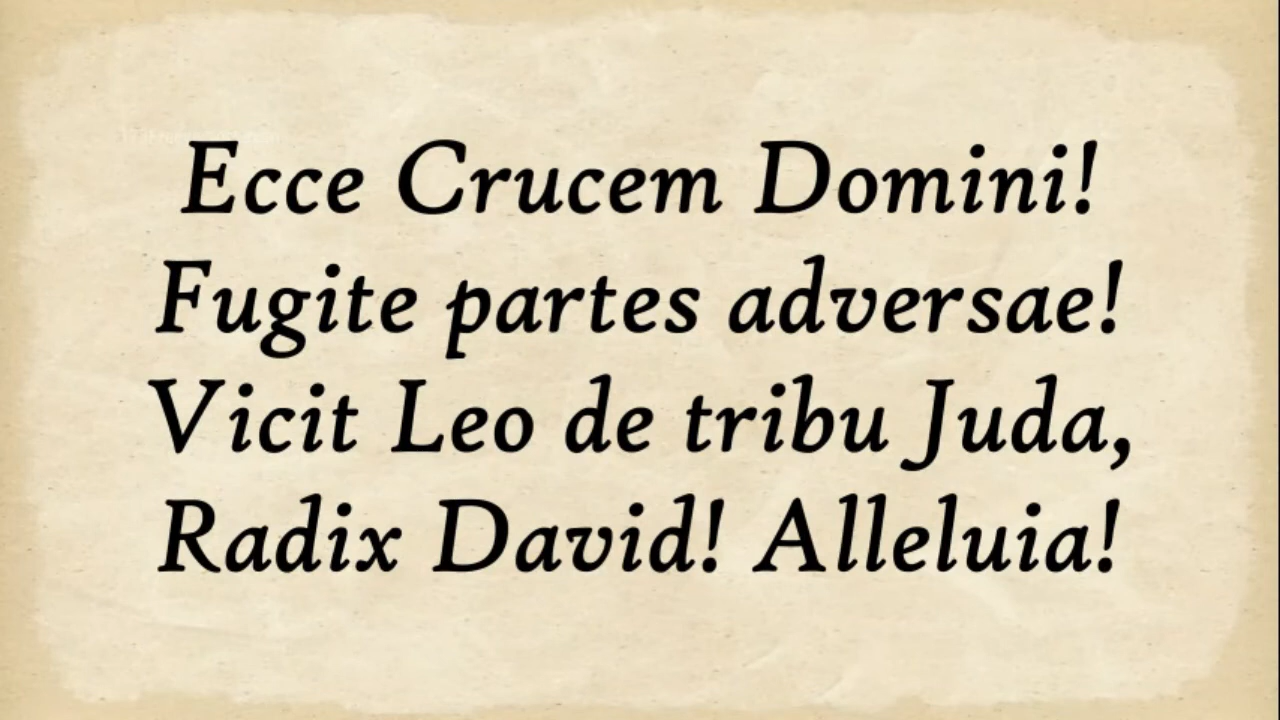 Ecce Crucem Domini!
Fugite partes adversae!
Vicit Leo de tribu Juda,
Radix David! Alleluia!